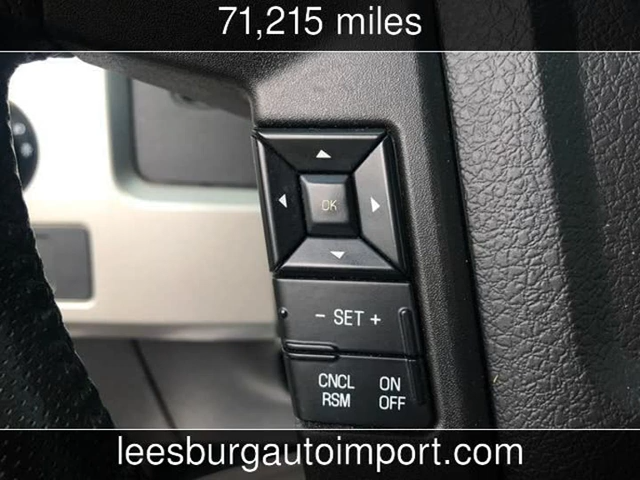 71,215 miles
OK
- SET +
CNCL ON
RSM OFF
leesburgautoimport.com